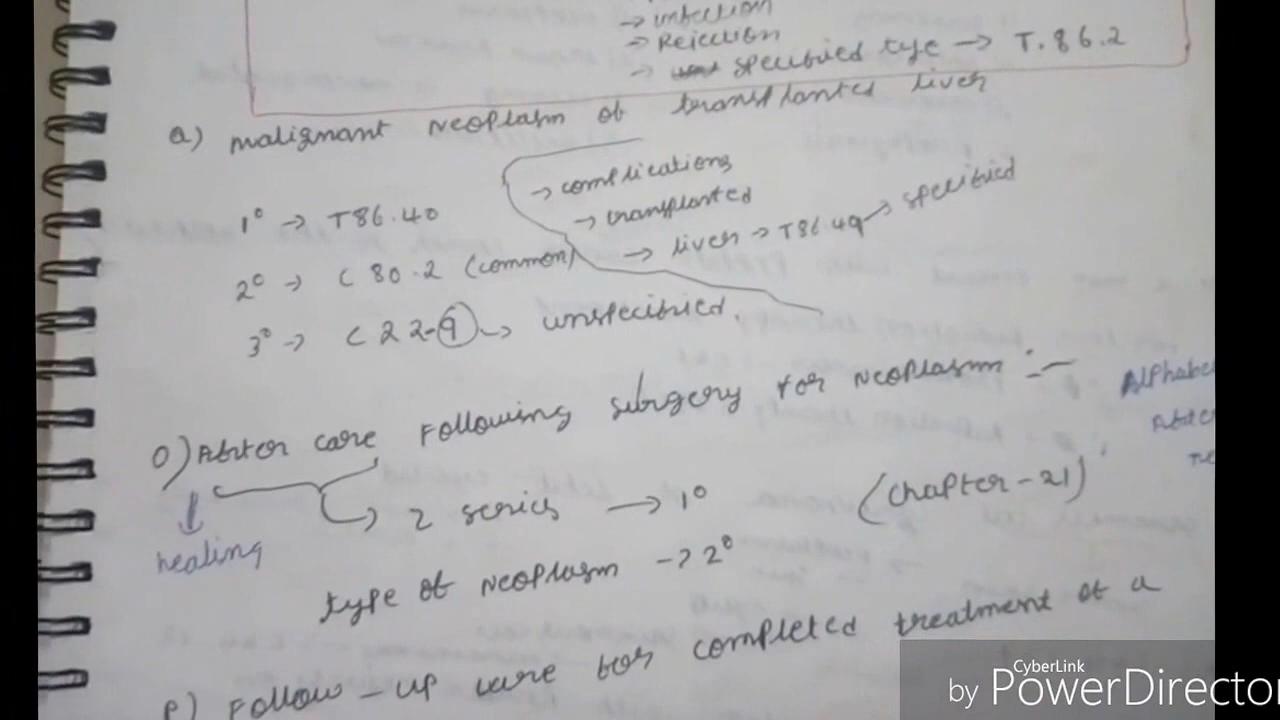 → infection
→ Rejection
→ specified type → T.86.2
a) malignant neoplasm of transplanted liver
→ complications
→ transplanted
→ liver → T86.49 → specified
1° → T86.40
2° → C 80.2 (common)
3° → C 22-9 → unspecified.
O) After care following surgery for neoplasm :-
Alphabe
↓
healing
→ 2 series → 1°
(chapter - 21)
type of neoplasm → 2°
P) Follow-up care for completed treatment of a
CyberLink
by PowerDirector